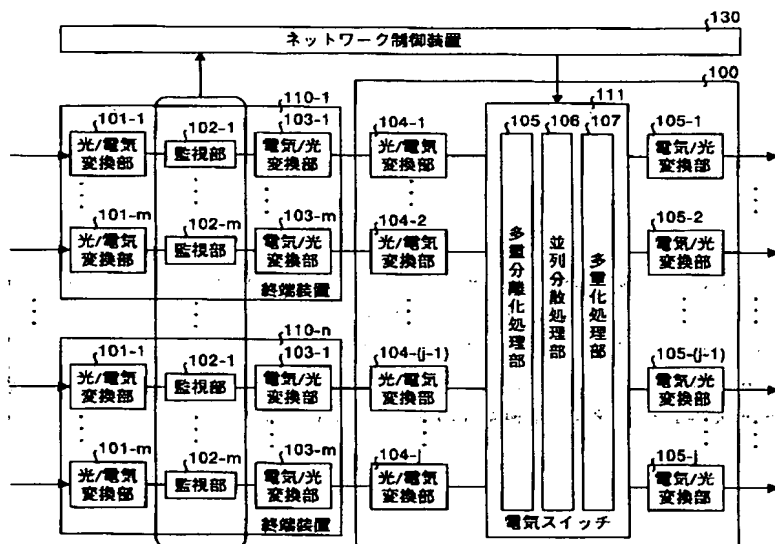 130
ネットワーク制御装置
100
110-1
111
101-1
102-1
103-1
104-1
105
106
107
105-1
光/電気
変換部
監視部
電気/光
変換部
光/電気
変換部
電気/光
変換部
101-m
102-m
103-m
104-2
105-2
光/電気
変換部
監視部
電気/光
変換部
光/電気
変換部
電気/光
変換部
終端装置
多重分離化処理部
並列分散処理部
多重化処理部
110-n
101-1
102-1
103-1
104-(j-1)
105-(j-1)
光/電気
変換部
監視部
電気/光
変換部
光/電気
変換部
電気/光
変換部
101-m
102-m
103-m
104-j
105-j
光/電気
変換部
監視部
電気/光
変換部
光/電気
変換部
電気/光
変換部
終端装置
電気スイッチ